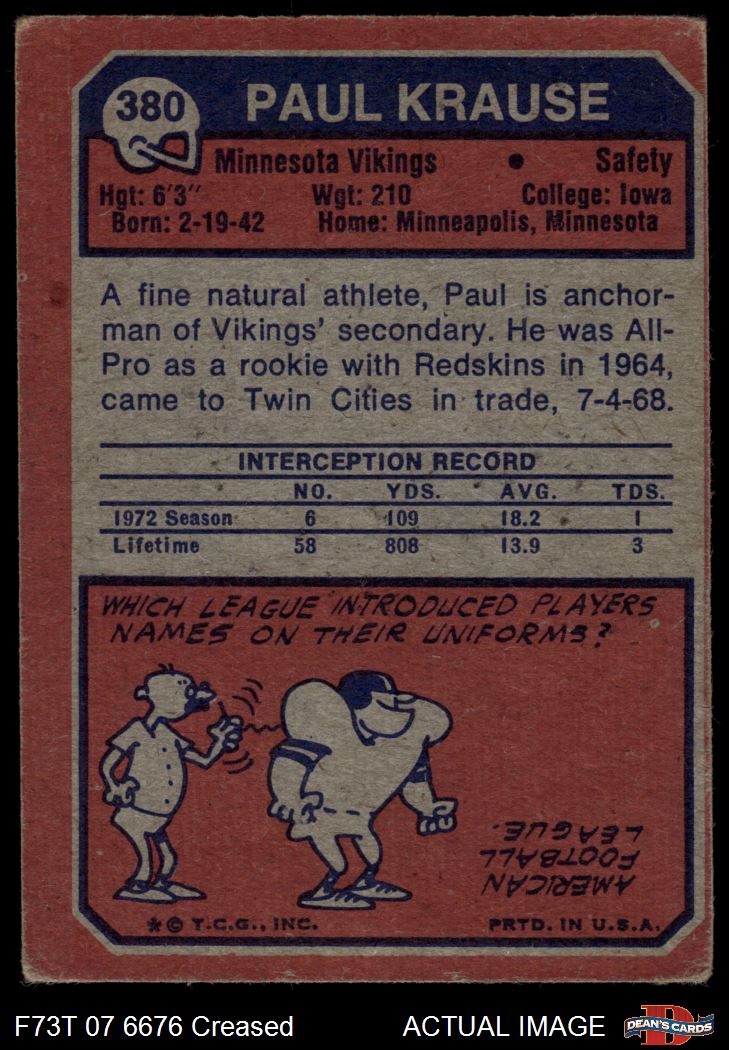 380 PAUL KRAUSE
Minnesota Vikings • Safety
Hgt: 6'3" Wgt: 210 College: Iowa
Born: 2-19-42 Home: Minneapolis, Minnesota
A fine natural athlete, Paul is anchor-
man of Vikings' secondary. He was All-
Pro as a rookie with Redskins in 1964,
came to Twin Cities in trade, 7-4-68.
INTERCEPTION RECORD
NO. YDS. AVG. TDS.
1972 Season 6 109 18.2 1
Lifetime 58 808 13.9 3
WHICH LEAGUE INTRODUCED PLAYERS
NAMES ON THEIR UNIFORMS?
AMERICAN
FOOTBALL
LEAGUE.
* © T.C.G., INC. PRTD. IN U.S.A.
F73T 07 6676 Creased ACTUAL IMAGE
D
DEAN'S CARDS